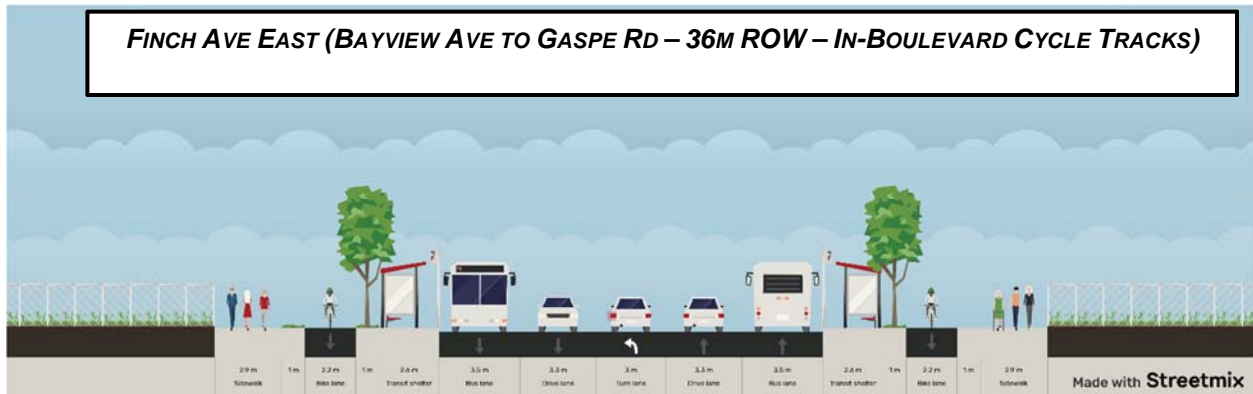 FINCH AVE EAST (BAYVIEW AVE TO GASPE RD – 36M ROW – IN-BOULEVARD CYCLE TRACKS)
2.9 m 1 m 2.2 m 1 m 2.6 m 3.5 m 3.3 m 3 m 3.3 m 3.5 m 2.6 m 1 m 2.2 m 1 m 2.9 m
Sidewalk Bike lane Transit shelter Bus lane Drive lane Turn lane Drive lane Bus lane Transit shelter Bike lane Sidewalk
Made with Streetmix